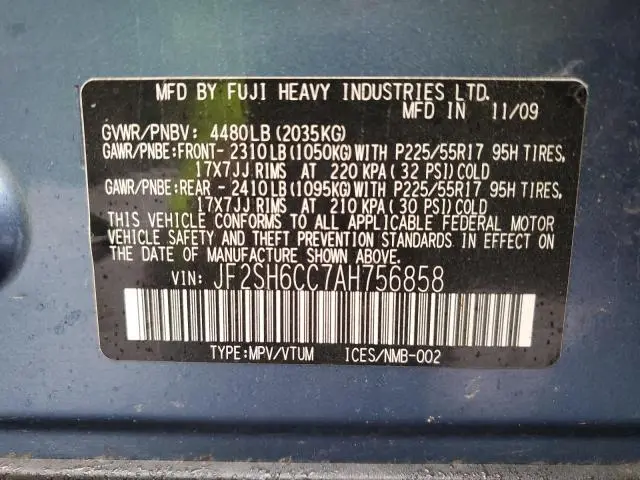 MFD BY FUJI HEAVY INDUSTRIES LTD.
MFD IN 11/09
GVWR/PNBV: 4480LB (2035KG)
GAWR/PNBE:FRONT- 2310 LB (1050KG) WITH P225/55R17 95H TIRES,
17X7JJ RIMS AT 220 KPA ( 32 PSI) COLD
GAWR/PNBE:REAR - 2410 LB (1095KG) WITH P225/55R17 95H TIRES,
17X7JJ RIMS AT 210 KPA ( 30 PSI) COLD
THIS VEHICLE CONFORMS TO ALL APPLICABLE FEDERAL MOTOR
VEHICLE SAFETY AND THEFT PREVENTION STANDARDS IN EFFECT ON
THE DATE OF MANUFACTURE SHOWN ABOVE.
VIN: JF2SH6CC7AH756858
TYPE:MPV/VTUM ICES/NMB-002